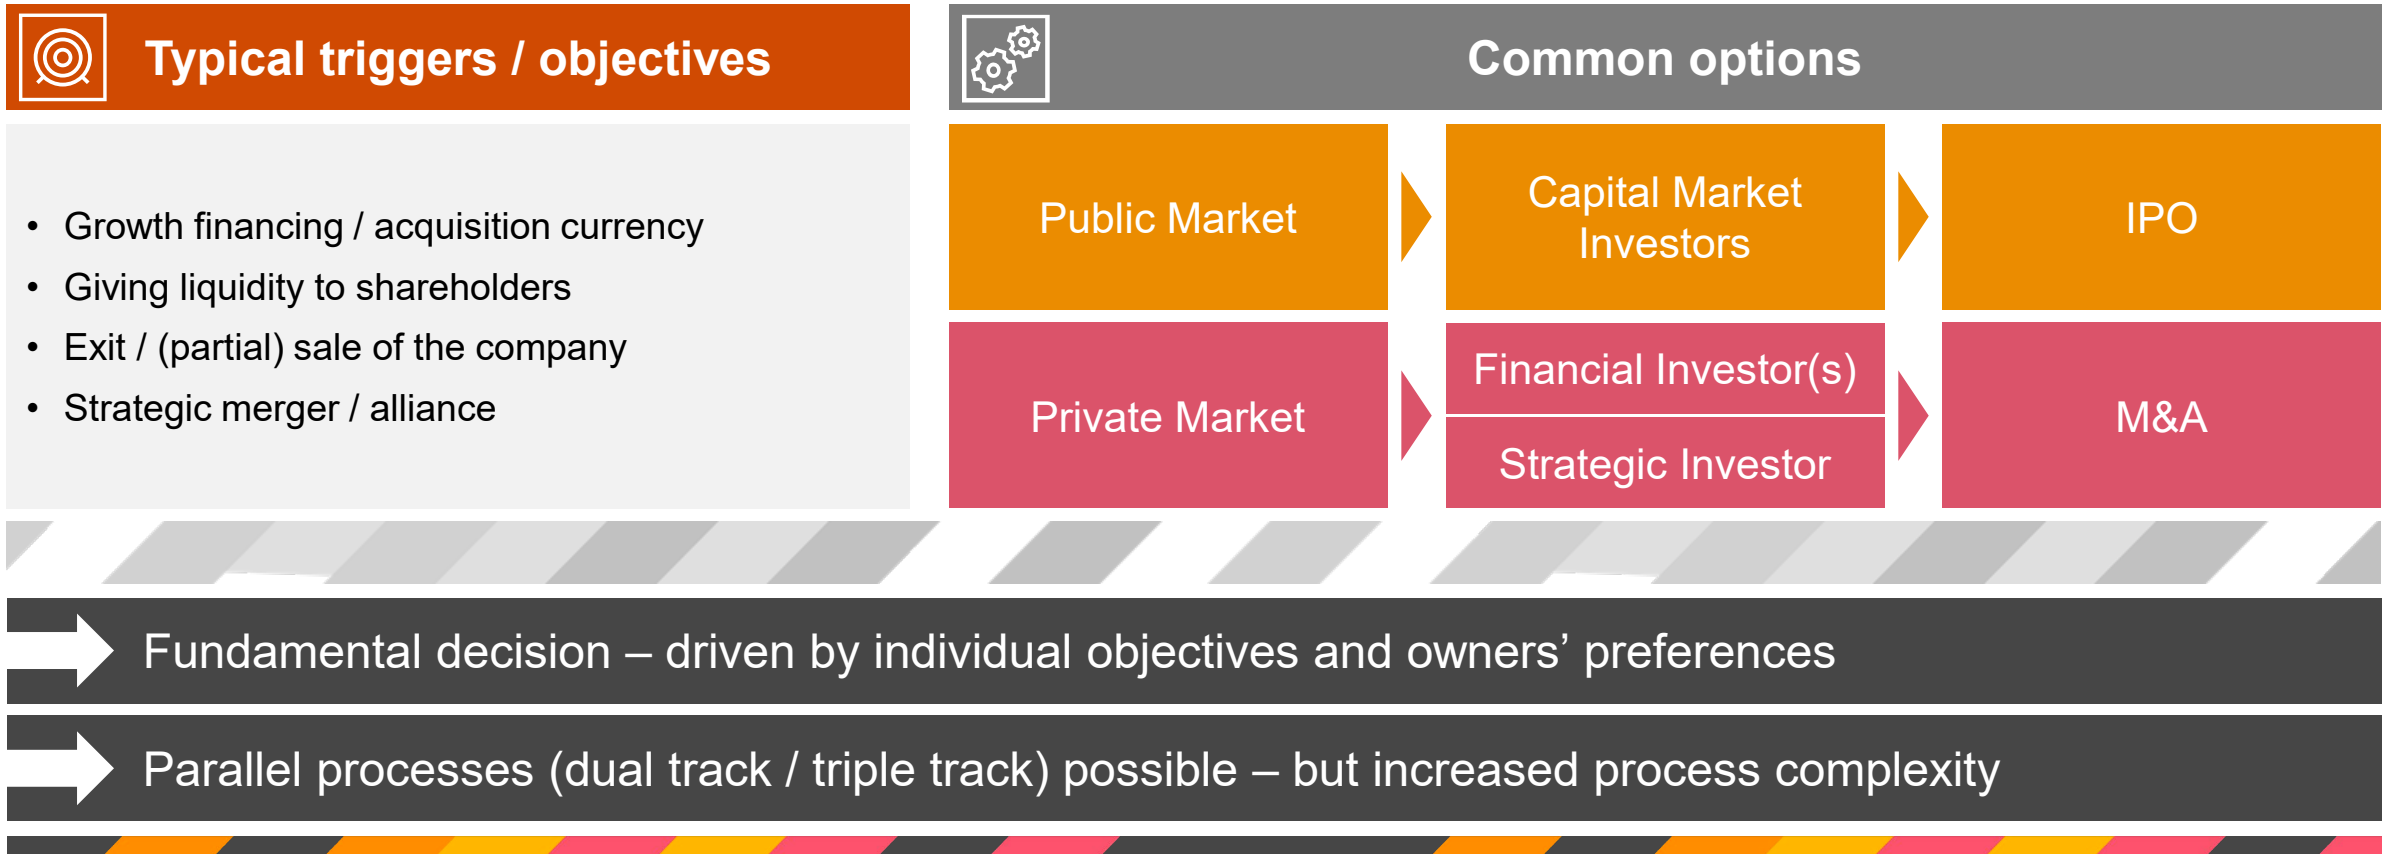 Typical triggers / objectives
• Growth financing / acquisition currency
• Giving liquidity to shareholders
• Exit / (partial) sale of the company
• Strategic merger / alliance
Common options
Public Market
Capital Market
Investors
IPO
Private Market
Financial Investor(s)
Strategic Investor
M&A
Fundamental decision – driven by individual objectives and owners’ preferences
Parallel processes (dual track / triple track) possible – but increased process complexity